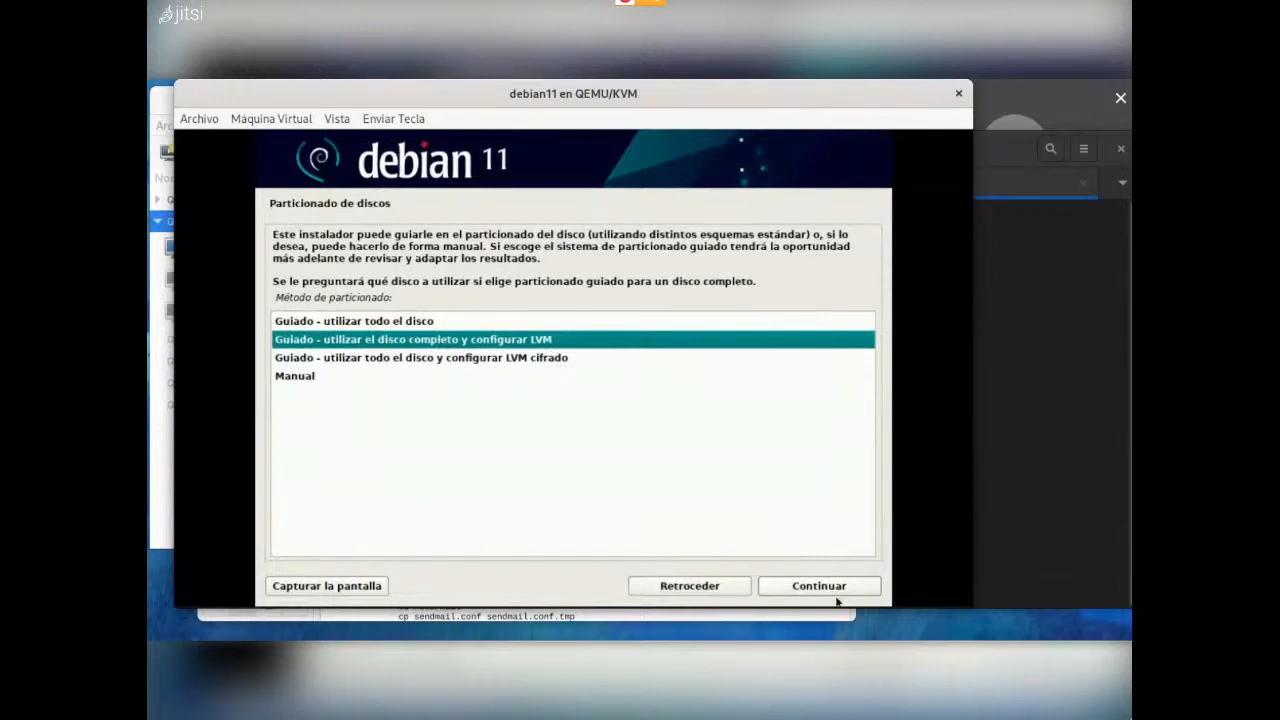 jitsi
debian11 en QEMU/KVM
Archivo Máquina Virtual Vista Enviar Tecla
debian 11
Particionado de discos
Este instalador puede guiarle en el particionado del disco (utilizando distintos esquemas estándar) o, si lo
desea, puede hacerlo de forma manual. Si escoge el sistema de particionado guiado tendrá la oportunidad
más adelante de revisar y adaptar los resultados.
Se le preguntará qué disco a utilizar si elige particionado guiado para un disco completo.
Método de particionado:
Guiado - utilizar todo el disco
Guiado - utilizar el disco completo y configurar LVM
Guiado - utilizar todo el disco y configurar LVM cifrado
Manual
Capturar la pantalla Retroceder Continuar
cp sendmail.conf sendmail.conf.tmp